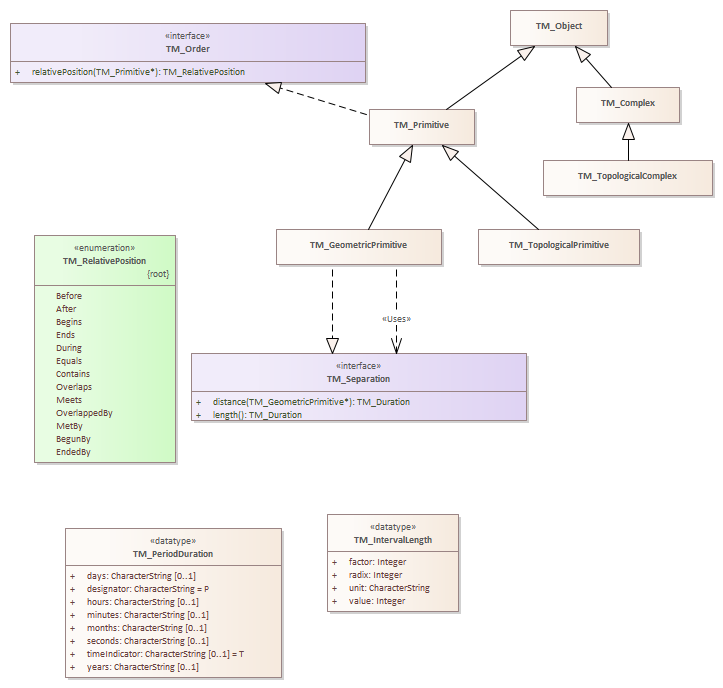 «interface»
TM_Order
+ relativePosition(TM_Primitive*): TM_RelativePosition
TM_Object
TM_Complex
TM_Primitive
TM_TopologicalComplex
TM_GeometricPrimitive
TM_TopologicalPrimitive
«enumeration»
TM_RelativePosition
{root}
Before
After
Begins
Ends
During
Equals
Contains
Overlaps
Meets
OverlappedBy
MetBy
BegunBy
EndedBy
«Uses»
«interface»
TM_Separation
+ distance(TM_GeometricPrimitive*): TM_Duration
+ length(): TM_Duration
«datatype»
TM_PeriodDuration
+ days: CharacterString [0..1]
+ designator: CharacterString = P
+ hours: CharacterString [0..1]
+ minutes: CharacterString [0..1]
+ months: CharacterString [0..1]
+ seconds: CharacterString [0..1]
+ timeIndicator: CharacterString [0..1] = T
+ years: CharacterString [0..1]
«datatype»
TM_IntervalLength
+ factor: Integer
+ radix: Integer
+ unit: CharacterString
+ value: Integer